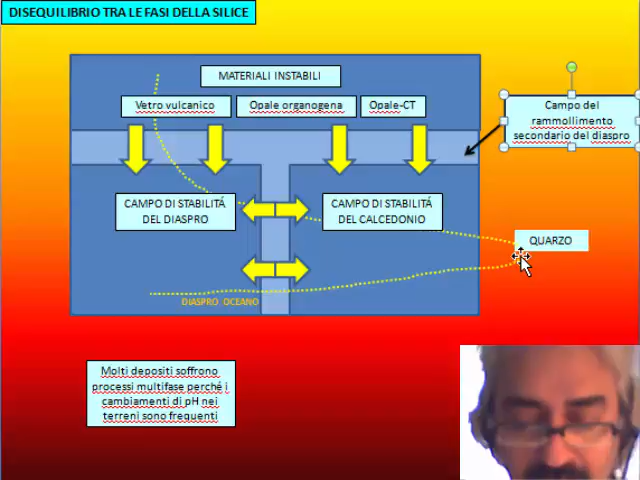 DISEQUILIBRIO TRA LE FASI DELLA SILICE
MATERIALI INSTABILI
Vetro vulcanico
Opale organogena
Opale-CT
Campo del
rammollimento
secondario del diaspro
CAMPO DI STABILITÁ
DEL DIASPRO
CAMPO DI STABILITÁ
DEL CALCEDONIO
QUARZO
DIASPRO OCEANO
Molti depositi soffrono
processi multifase perché i
cambiamenti di pH nei
terreni sono frequenti